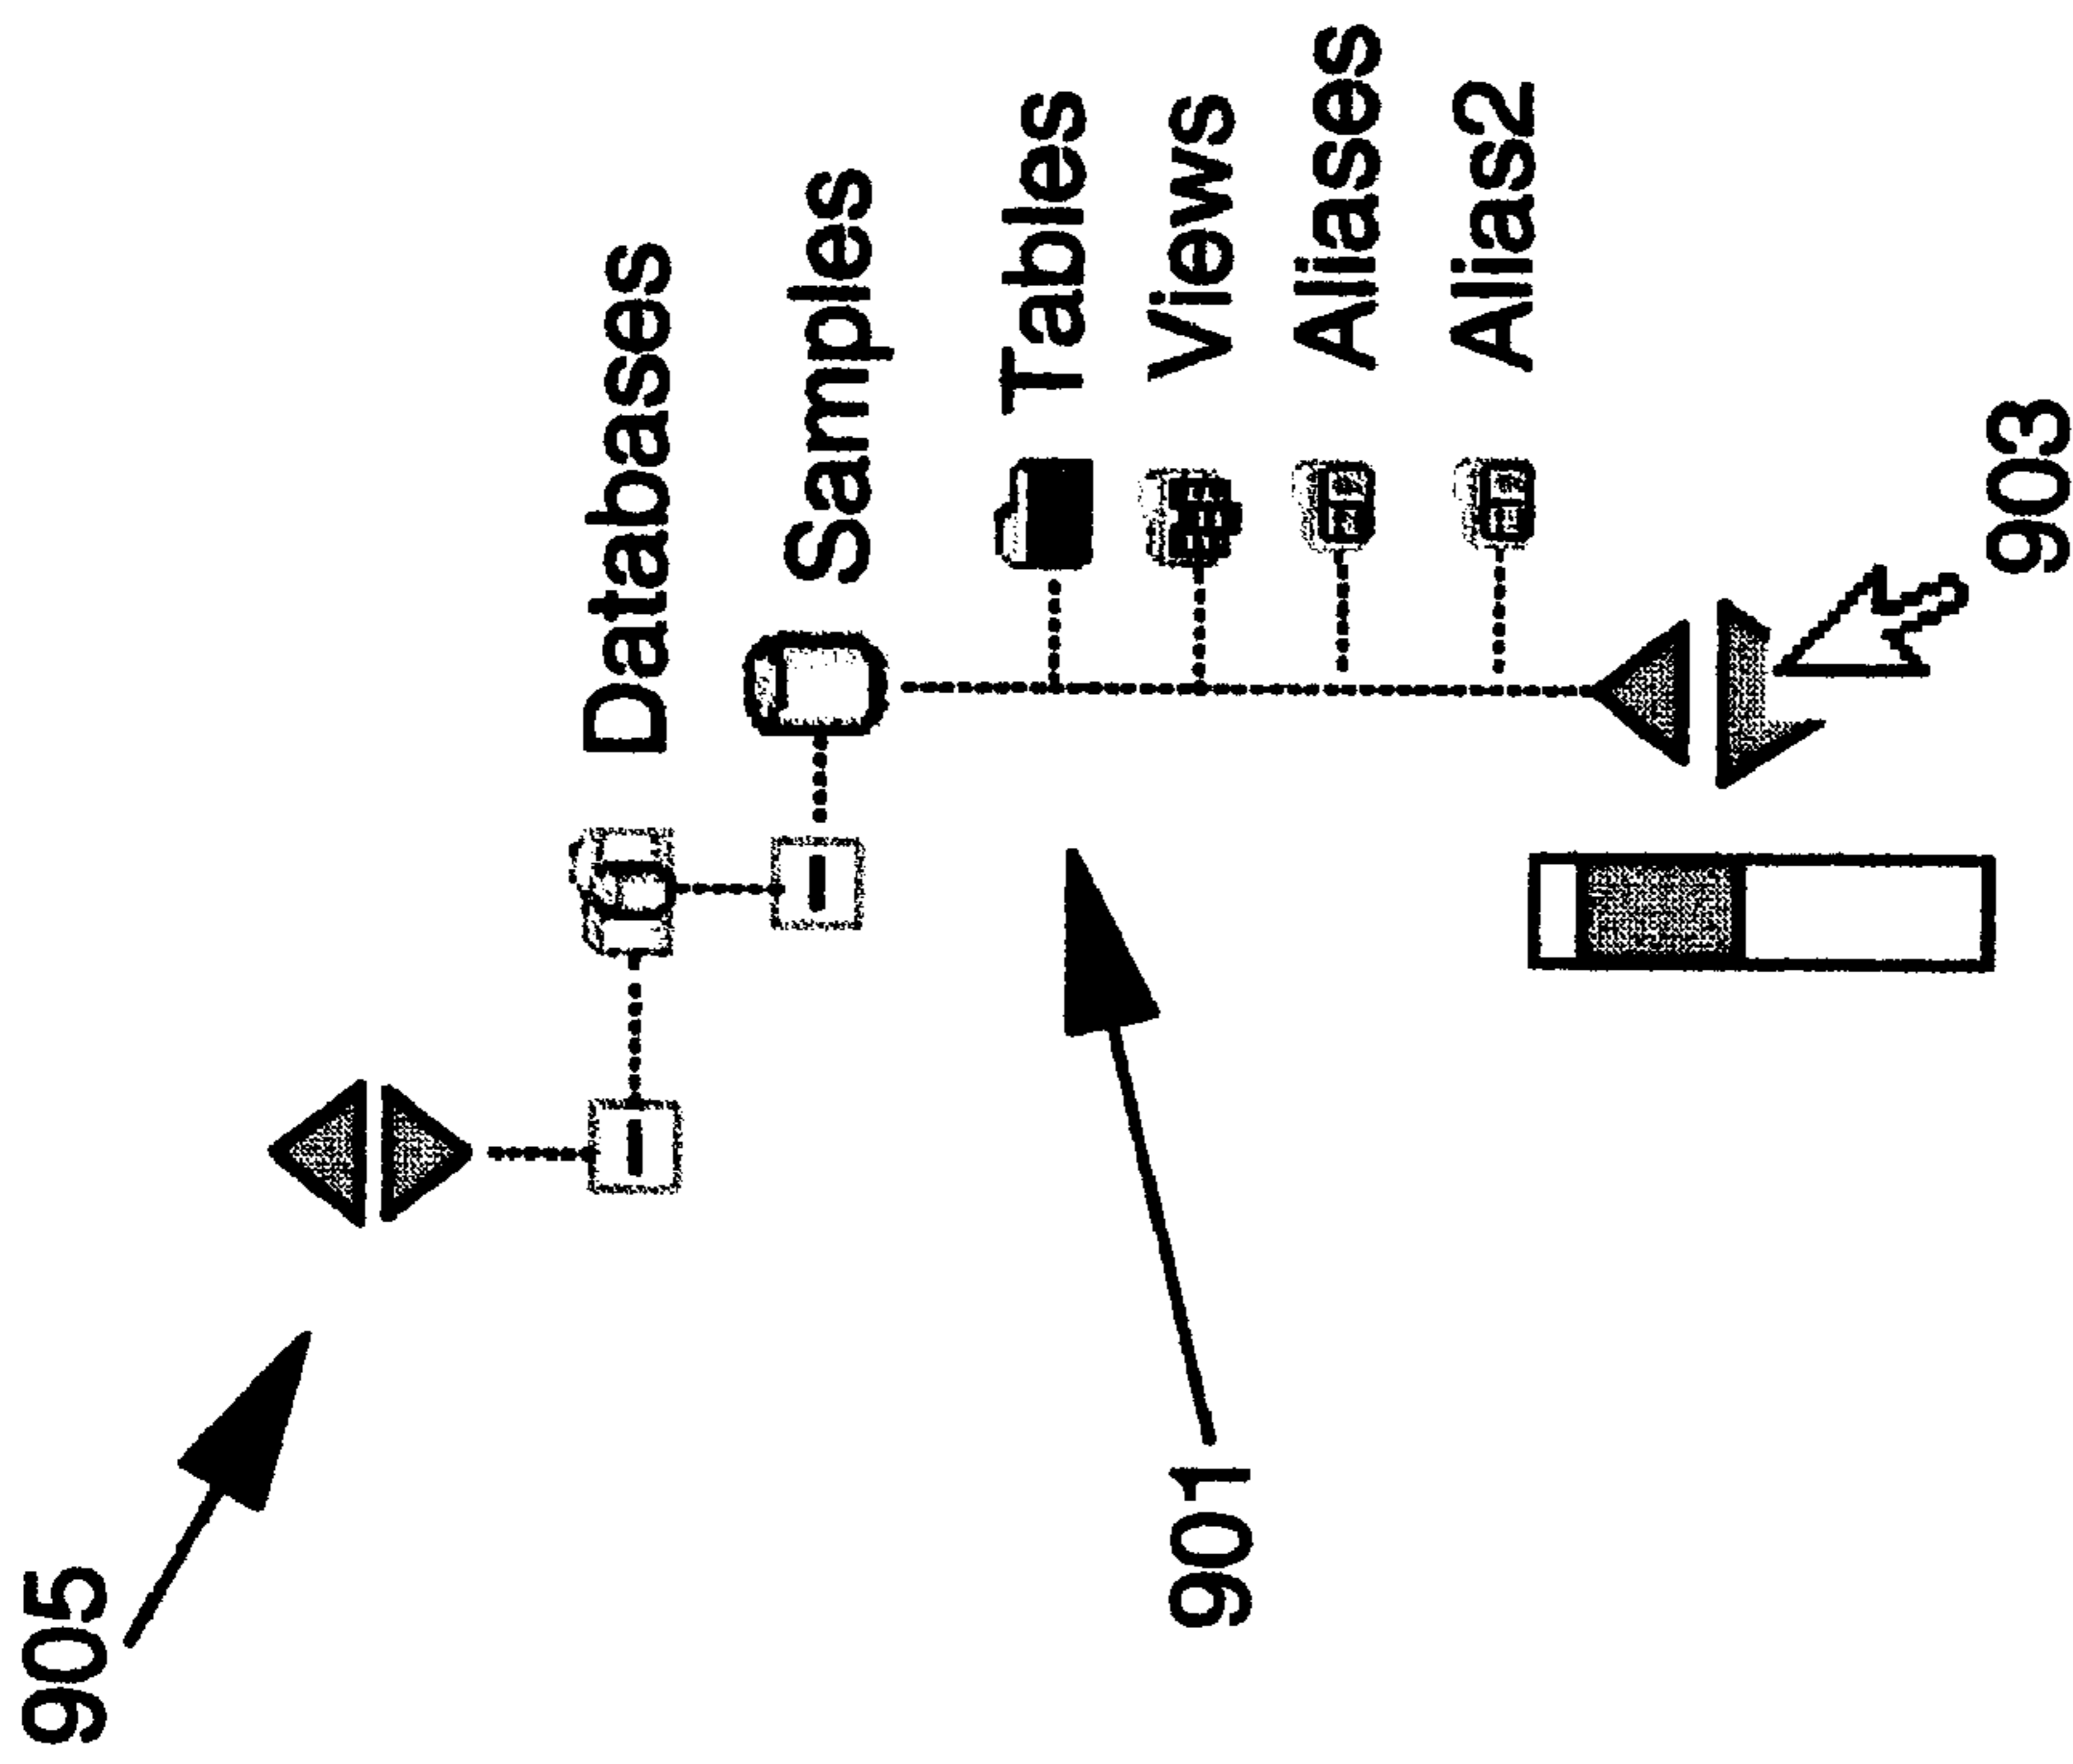 905
Databases
Samples
Tables
Views
901
Aliases
Alias2
903